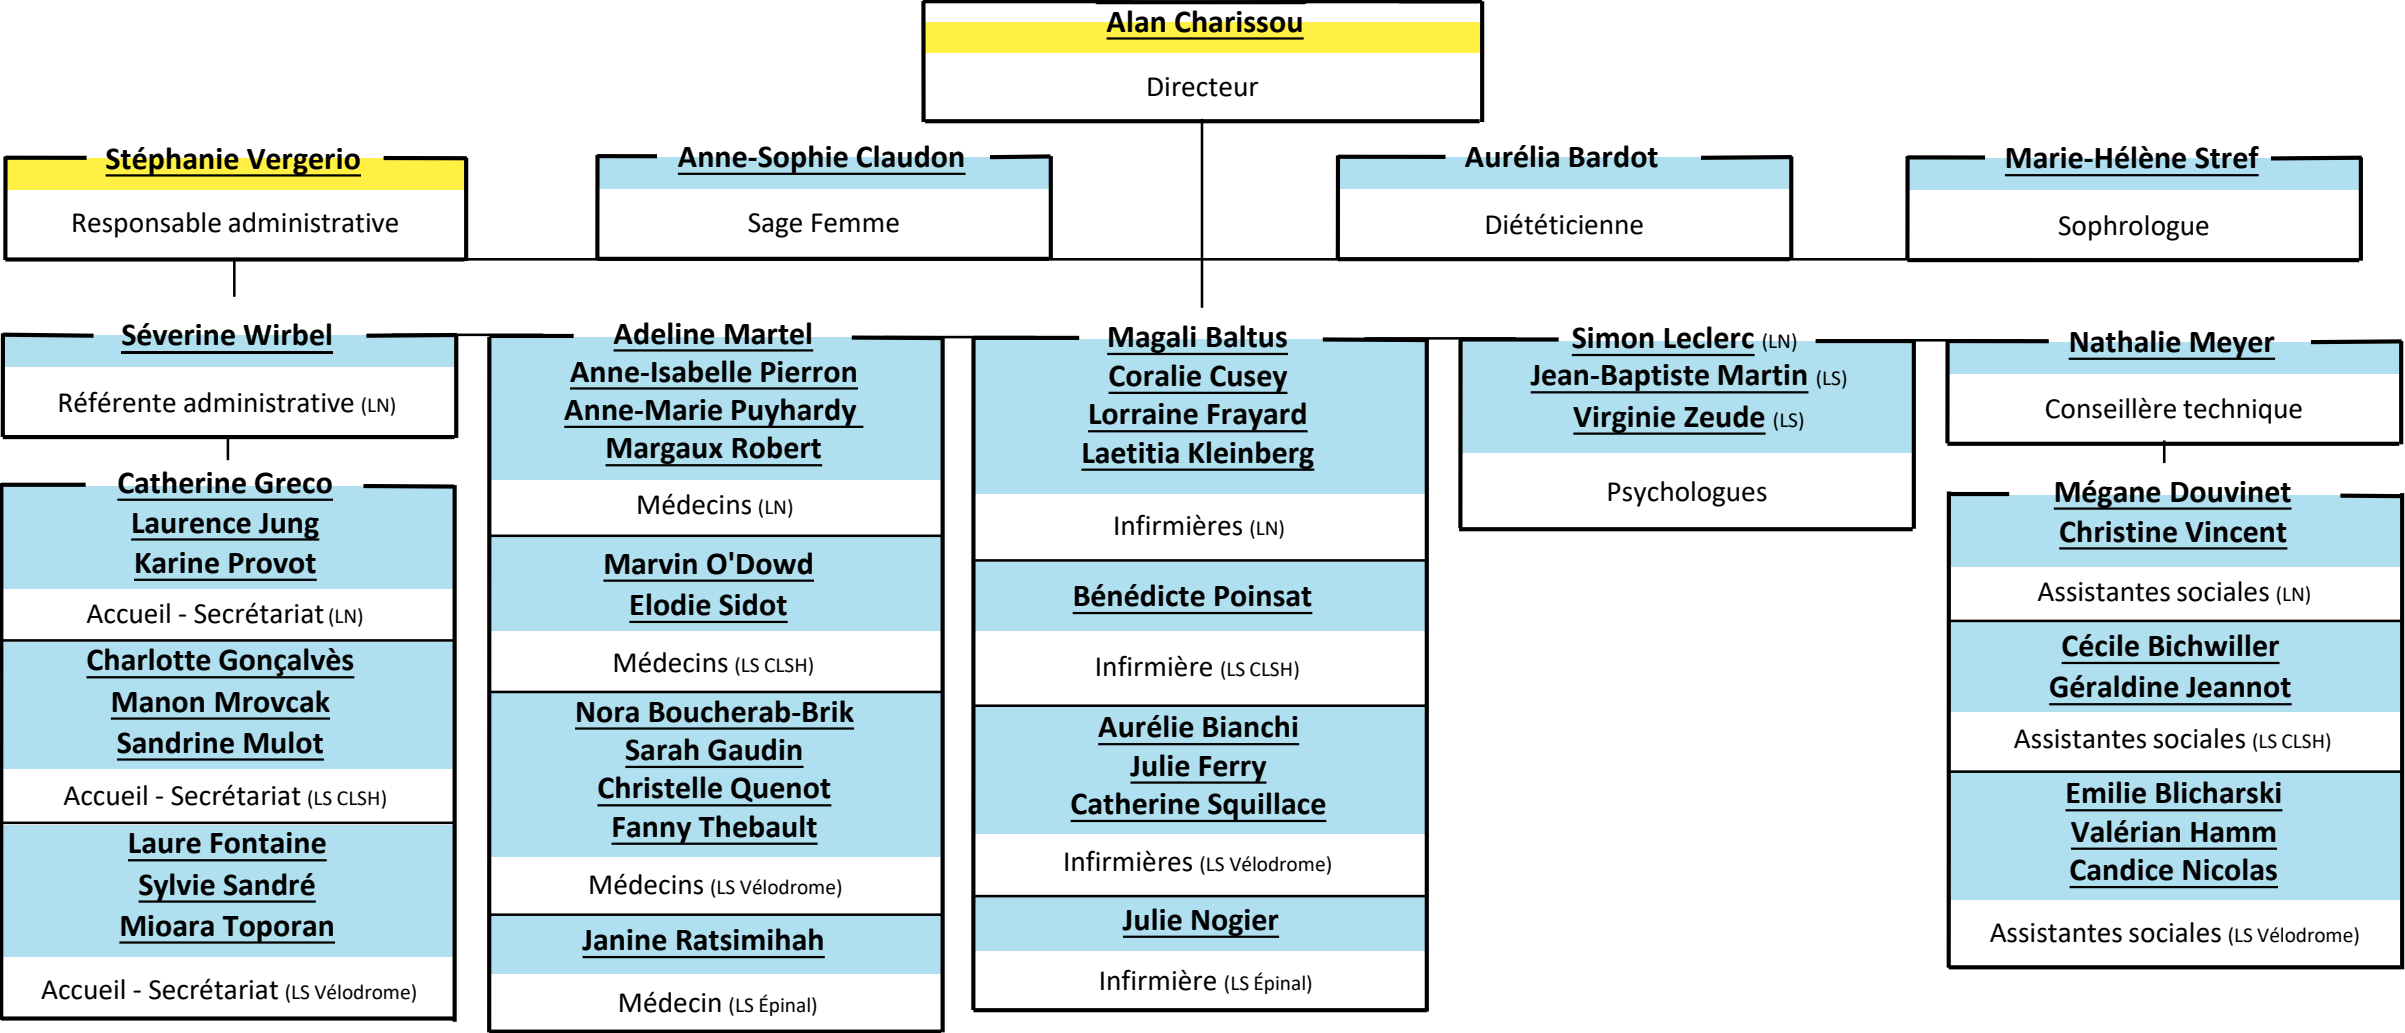 Alan Charissou
Directeur
Stéphanie Vergerio
Responsable administrative
Anne-Sophie Claudon
Sage Femme
Aurélia Bardot
Diététicienne
Marie-Hélène Stref
Sophrologue
Séverine Wirbel
Référente administrative (LN)
Catherine Greco
Laurence Jung
Karine Provot
Accueil - Secrétariat (LN)
Charlotte Gonçalvès
Manon Mrovcak
Sandrine Mulot
Accueil - Secrétariat (LS CLSH)
Laure Fontaine
Sylvie Sandré
Mioara Toporan
Accueil - Secrétariat (LS Vélodrome)
Adeline Martel
Anne-Isabelle Pierron
Anne-Marie Puyhardy
Margaux Robert
Médecins (LN)
Marvin O'Dowd
Elodie Sidot
Médecins (LS CLSH)
Nora Boucherab-Brik
Sarah Gaudin
Christelle Quenot
Fanny Thebault
Médecins (LS Vélodrome)
Janine Ratsimihah
Médecin (LS Épinal)
Magali Baltus
Coralie Cusey
Lorraine Frayard
Laetitia Kleinberg
Infirmières (LN)
Bénédicte Poinsat
Infirmière (LS CLSH)
Aurélie Bianchi
Julie Ferry
Catherine Squillace
Infirmières (LS Vélodrome)
Julie Nogier
Infirmière (LS Épinal)
Simon Leclerc (LN)
Jean-Baptiste Martin (LS)
Virginie Zeude (LS)
Psychologues
Nathalie Meyer
Conseillère technique
Mégane Douvinet
Christine Vincent
Assistantes sociales (LN)
Cécile Bichwiller
Géraldine Jeannot
Assistantes sociales (LS CLSH)
Emilie Blicharski
Valérian Hamm
Candice Nicolas
Assistantes sociales (LS Vélodrome)